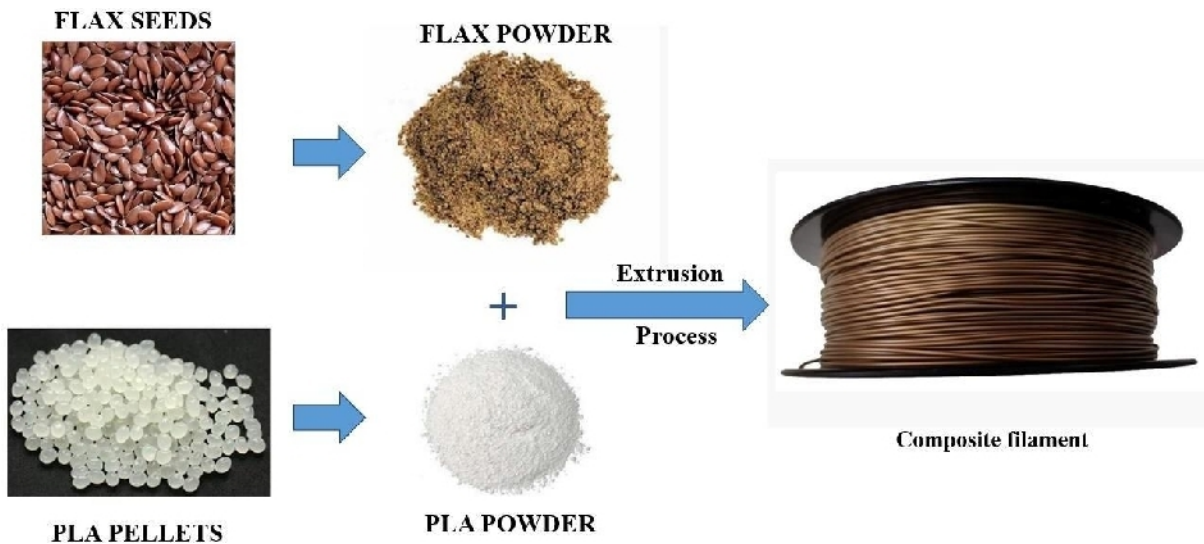 FLAX SEEDS
FLAX POWDER
Extrusion
+
Process
Composite filament
PLA PELLETS
PLA POWDER